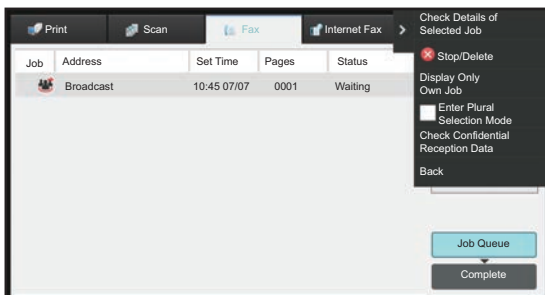 Print Scan Fax Internet Fax
Job Address Set Time Pages Status
Broadcast 10:45 07/07 0001 Waiting
Check Details of
Selected Job
Stop/Delete
Display Only
Own Job
Enter Plural
Selection Mode
Check Confidential
Reception Data
Back
Job Queue
Complete